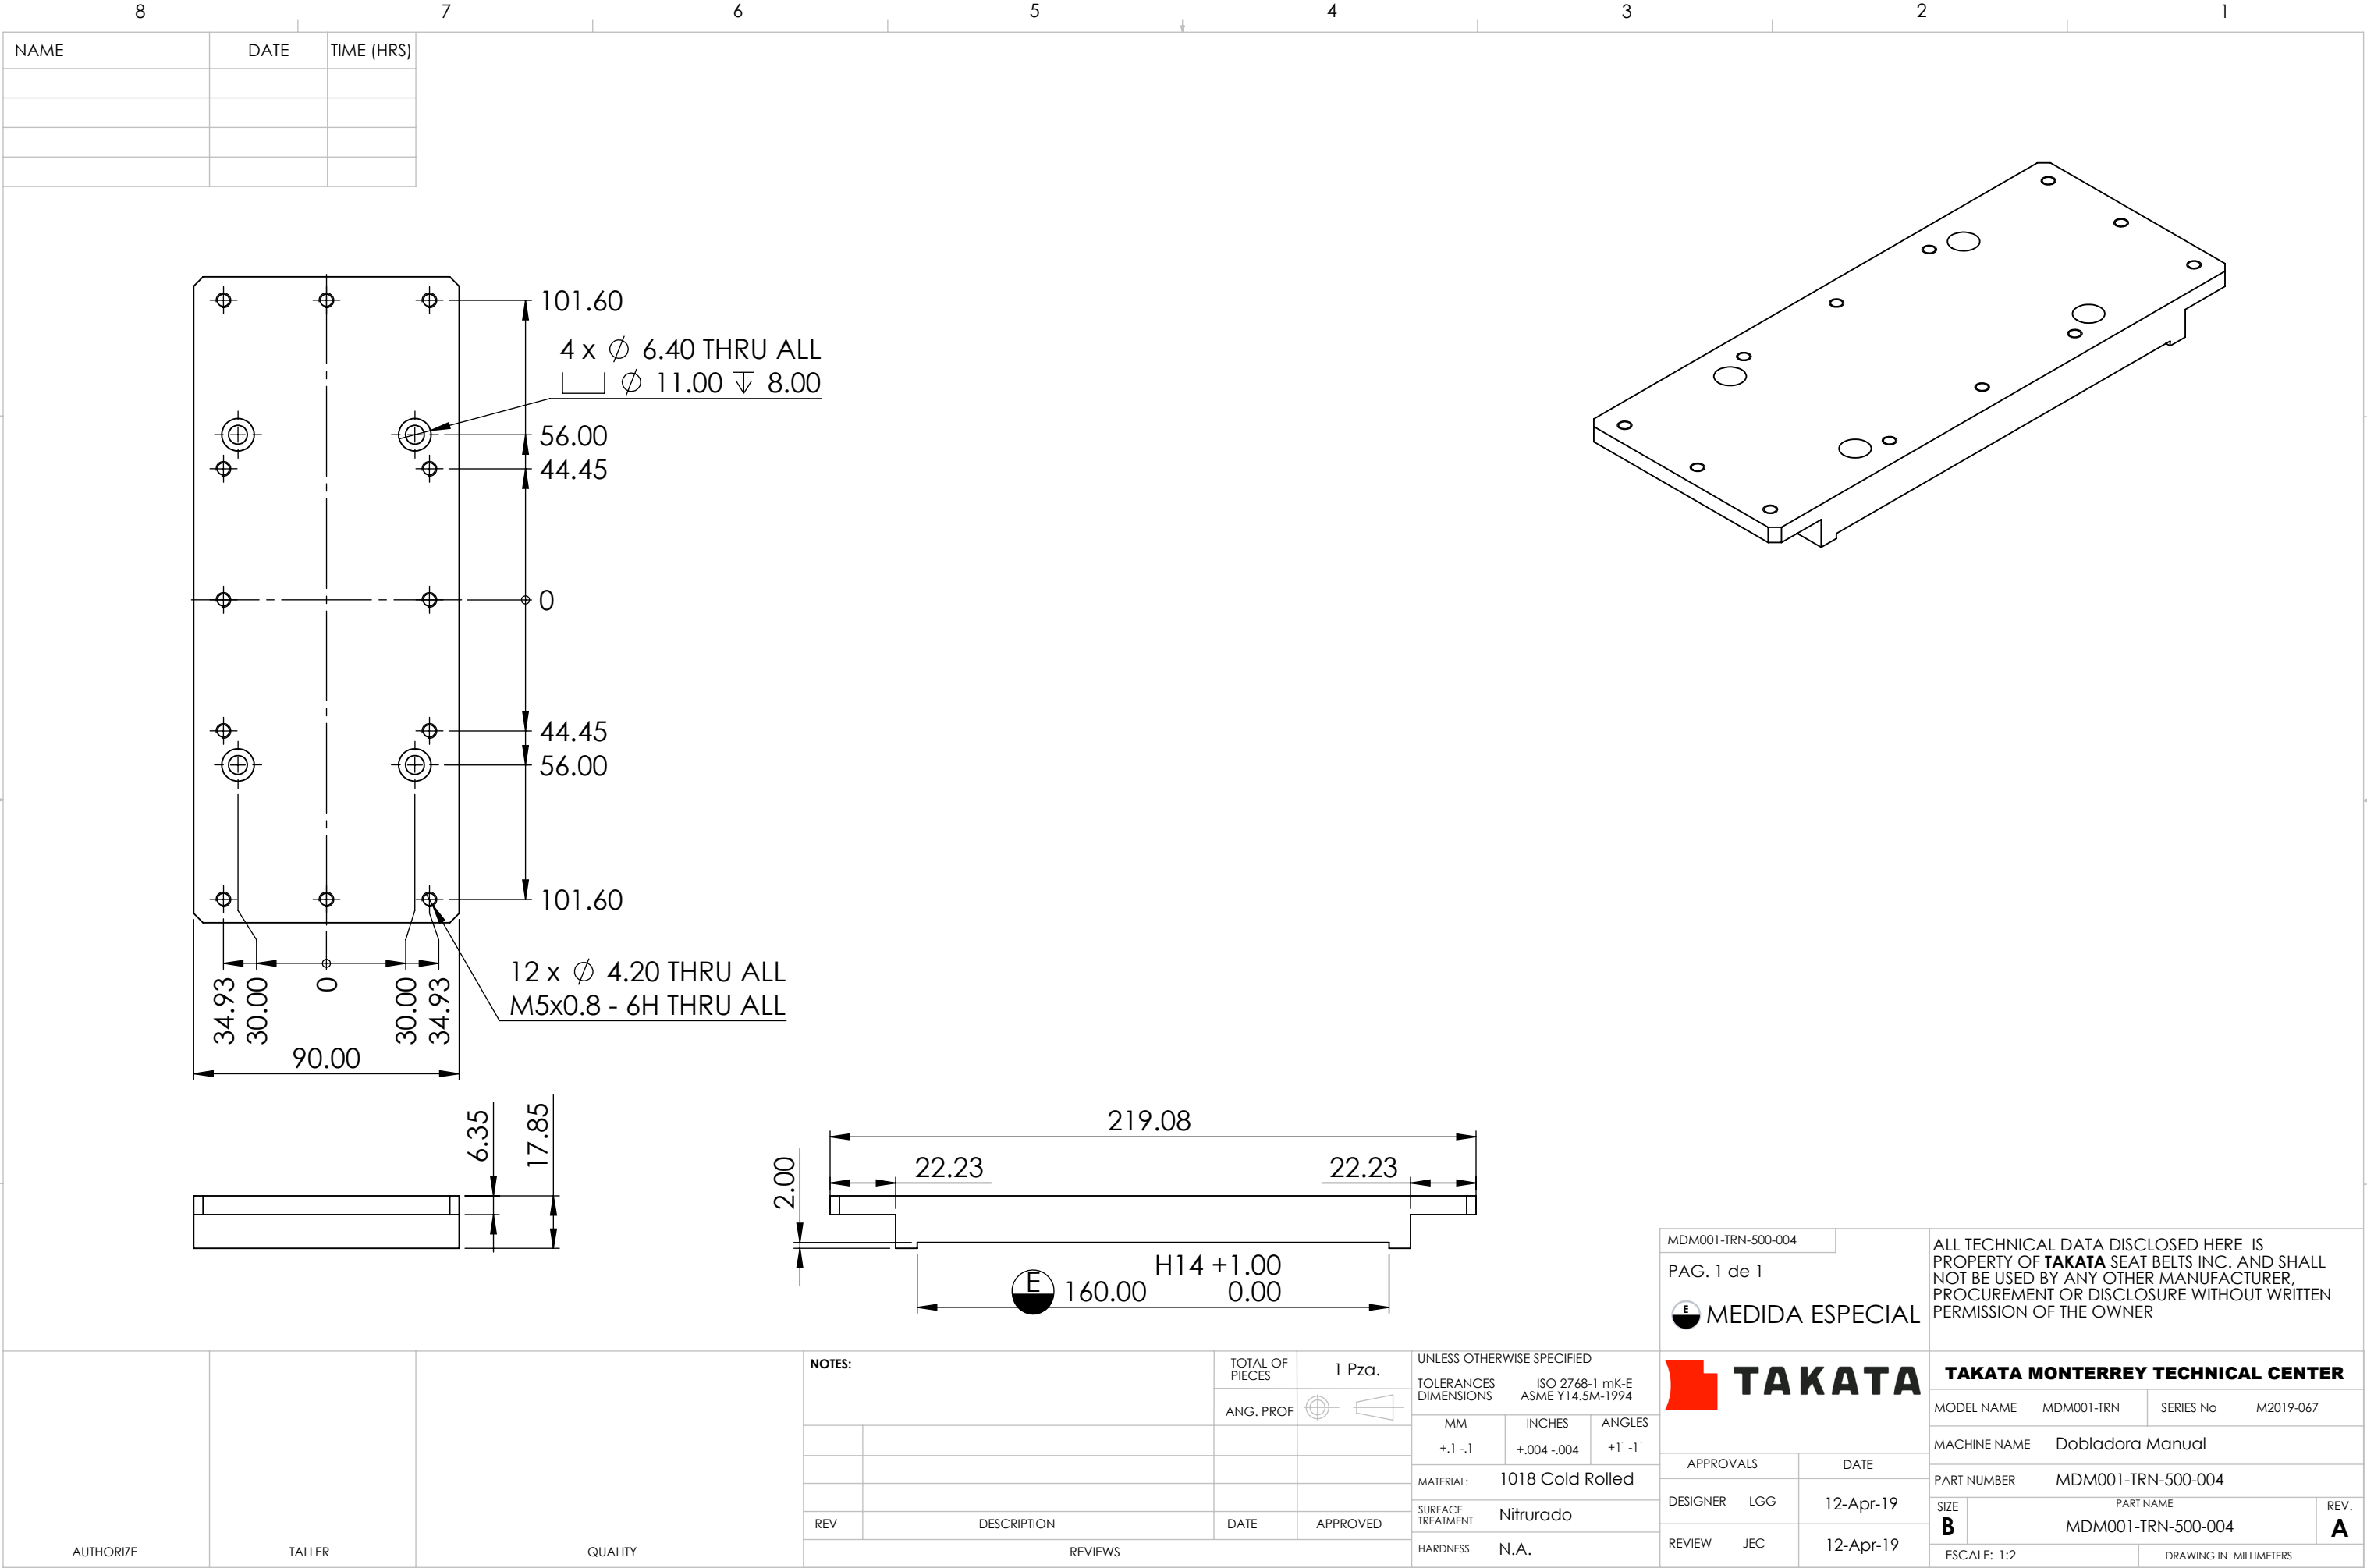 8 7 6 5 4 3 2 1
NAME DATE TIME (HRS)
101.60
4 x ∅ 6.40 THRU ALL
⌴ ∅ 11.00 ↧ 8.00
56.00
44.45
0
44.45
56.00
101.60
12 x ∅ 4.20 THRU ALL
M5x0.8 - 6H THRU ALL
34.93
30.00
0
30.00
34.93
90.00
6.35
17.85
219.08
22.23
22.23
2.00
H14 +1.00
E 160.00 0.00
MDM001-TRN-500-004
PAG. 1 de 1
E MEDIDA ESPECIAL
ALL TECHNICAL DATA DISCLOSED HERE IS
PROPERTY OF TAKATA SEAT BELTS INC. AND SHALL
NOT BE USED BY ANY OTHER MANUFACTURER,
PROCUREMENT OR DISCLOSURE WITHOUT WRITTEN
PERMISSION OF THE OWNER
AUTHORIZE TALLER QUALITY
NOTES:
TOTAL OF
PIECES
1 Pza.
ANG. PROF
REV DESCRIPTION DATE APPROVED
REVIEWS
UNLESS OTHERWISE SPECIFIED
TOLERANCES ISO 2768-1 mK-E
DIMENSIONS ASME Y14.5M-1994
MM INCHES ANGLES
+.1 -.1 +.004 -.004 +1° -1°
MATERIAL: 1018 Cold Rolled
SURFACE
TREATMENT
Nitrurado
HARDNESS N.A.
TAKATA
APPROVALS DATE
DESIGNER LGG 12-Apr-19
REVIEW JEC 12-Apr-19
TAKATA MONTERREY TECHNICAL CENTER
MODEL NAME MDM001-TRN SERIES No M2019-067
MACHINE NAME Dobladora Manual
PART NUMBER MDM001-TRN-500-004
SIZE PART NAME REV.
B MDM001-TRN-500-004 A
ESCALE: 1:2 DRAWING IN MILLIMETERS